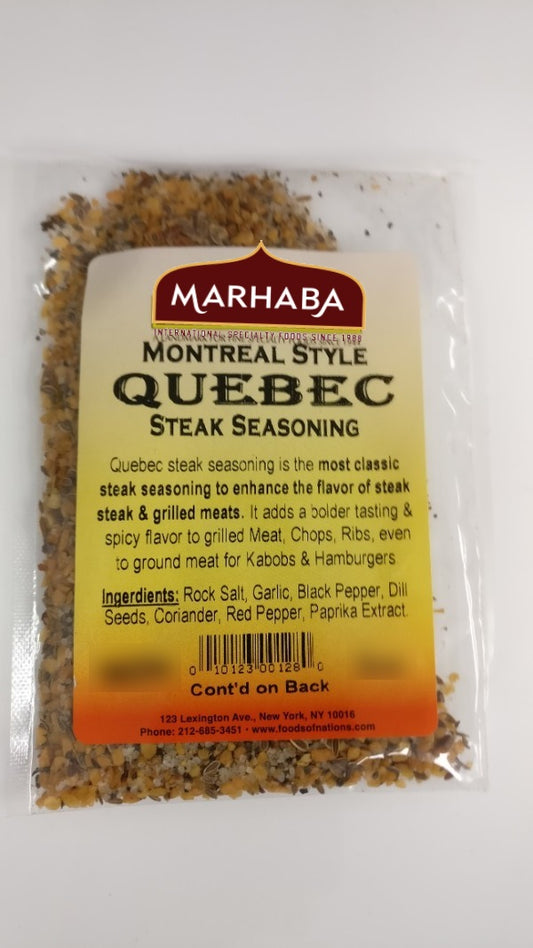 MARHABA
INTERNATIONAL SPECIALTY FOODS SINCE 1988
MONTREAL STYLE
QUEBEC
STEAK SEASONING
Quebec steak seasoning is the most classic
steak seasoning to enhance the flavor of steak
steak & grilled meats. It adds a bolder tasting &
spicy flavor to grilled Meat, Chops, Ribs, even
to ground meat for Kabobs & Hamburgers
Ingerdients: Rock Salt, Garlic, Black Pepper, Dill
Seeds, Coriander, Red Pepper, Paprika Extract.
0 10123 00128 0
Cont'd on Back
123 Lexington Ave., New York, NY 10016
Phone: 212-685-3451 • www.foodsofnations.com